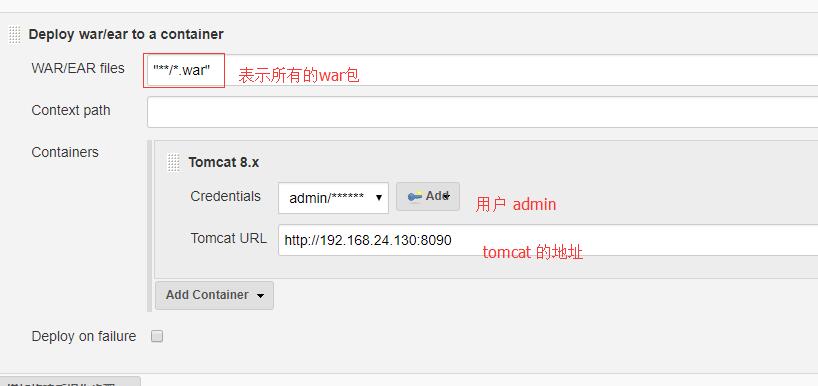 Deploy war/ear to a container
WAR/EAR files
"**/*.war"
表示所有的war包
Context path
Containers
Tomcat 8.x
Credentials
admin/******
Add
用户 admin
Tomcat URL
http://192.168.24.130:8090
tomcat 的地址
Add Container
Deploy on failure